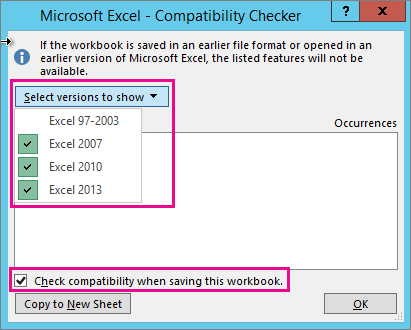 Microsoft Excel - Compatibility Checker
If the workbook is saved in an earlier file format or opened in an
earlier version of Microsoft Excel, the listed features will not be
available.
Select versions to show
Excel 97-2003
Occurrences
Excel 2007
Excel 2010
Excel 2013
Check compatibility when saving this workbook.
Copy to New Sheet
OK